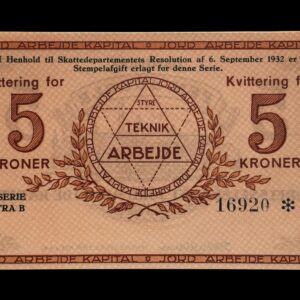 ARBEJDE KAPITAL JORD ARBEJDE KAPITAL
I Henhold til Skattedepartementets Resolution af 6. September 1932 er
Stempelafgift erlagt for denne Serie.
Kvittering for
Kvittering for
5
5
KRONER
KRONER
STYRE
TEKNIK
ARBEJDE
JORD ARBEJDE KAPITAL
SERIE
TRA B
16920 *